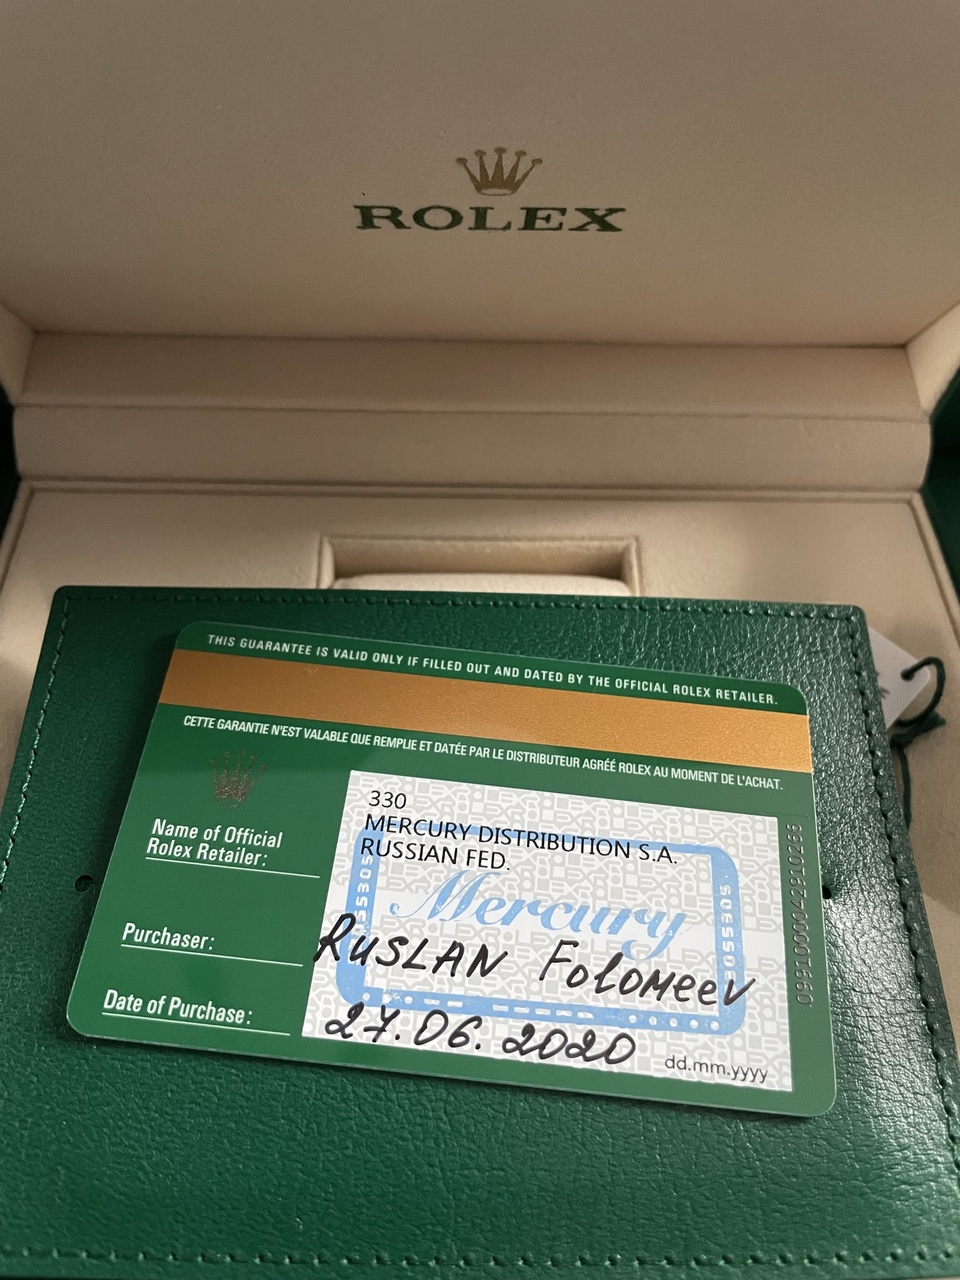 ROLEX
THIS GUARANTEE IS VALID ONLY IF FILLED OUT AND DATED BY THE OFFICIAL ROLEX RETAILER.
CETTE GARANTIE N'EST VALABLE QUE REMPLIE ET DATÉE PAR LE DISTRIBUTEUR AGRÉÉ ROLEX AU MOMENT DE L'ACHAT.
Name of Official
Rolex Retailer:
330
MERCURY DISTRIBUTION S.A.
RUSSIAN FED.
Mercury
055305
055305
Purchaser:
RUSLAN Folomeev
Date of Purchase:
27.06.2020
dd.mm.yyyy